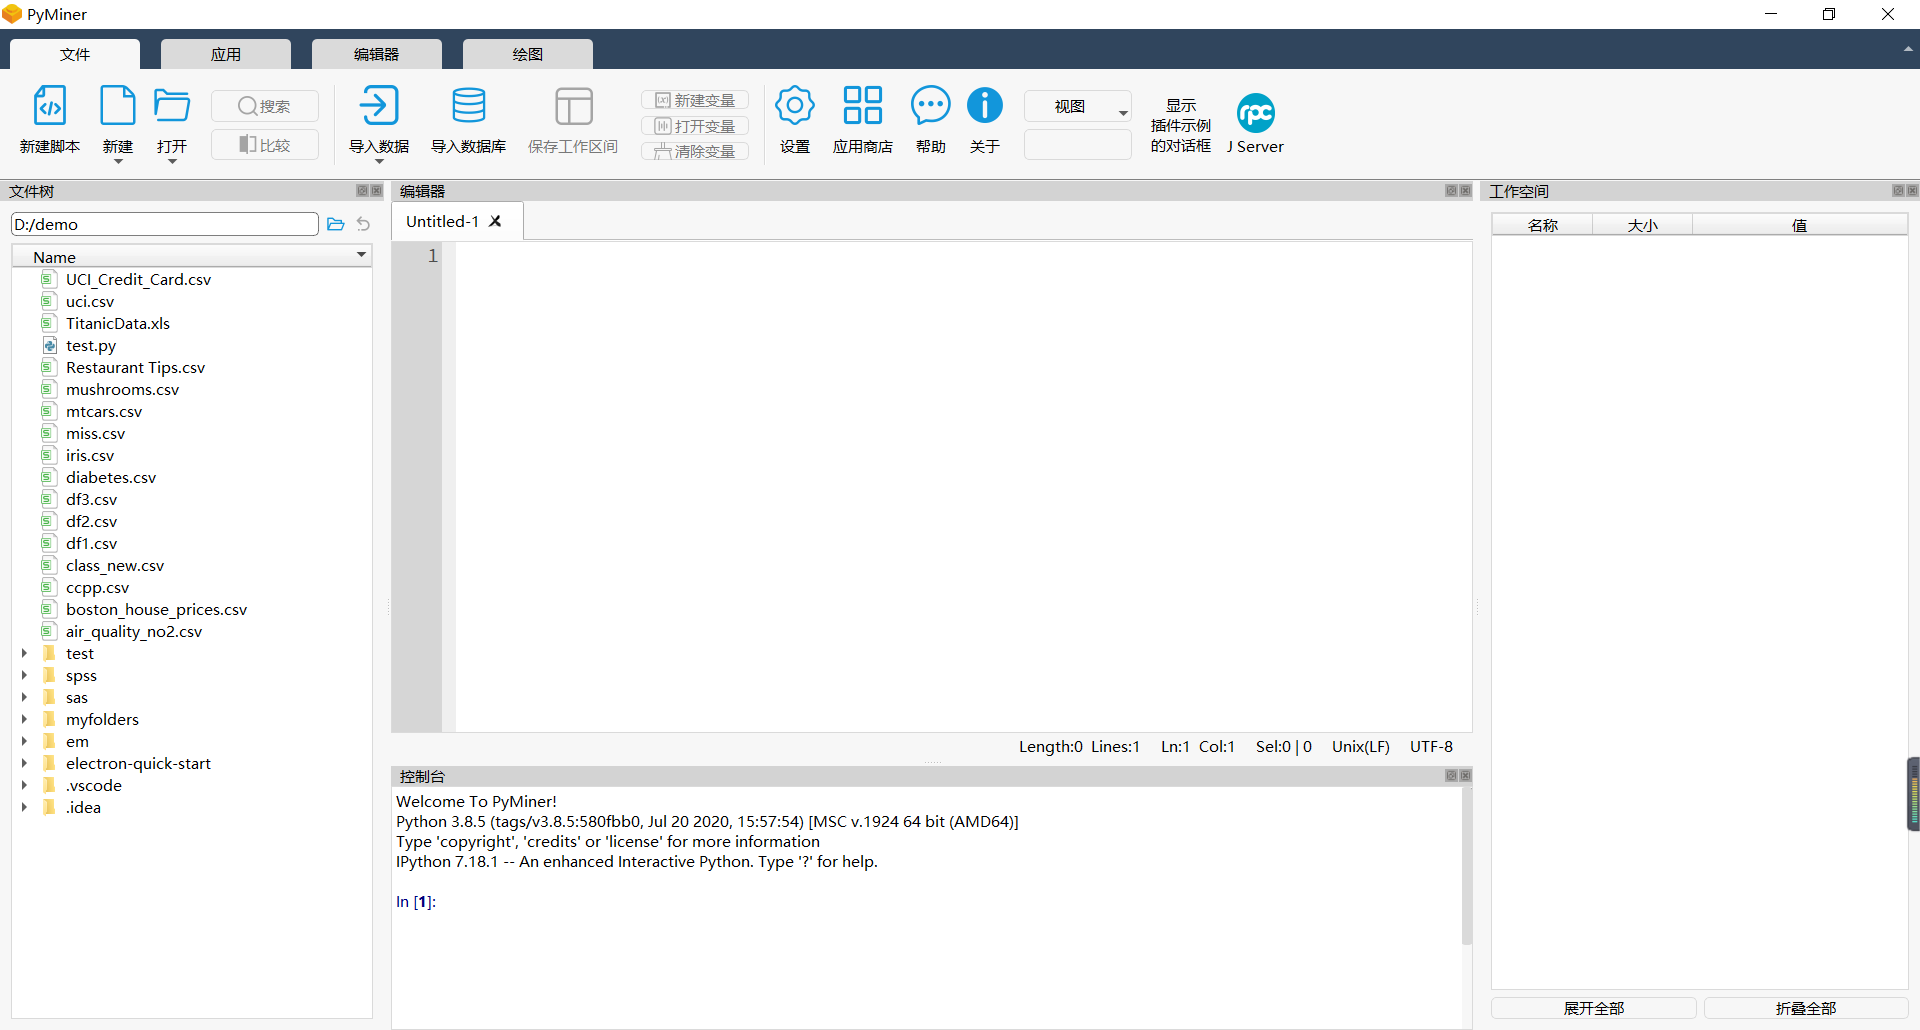 PyMiner
文件 应用 编辑器 绘图
新建脚本 新建 打开 搜索 比较 导入数据 导入数据库 保存工作区间 新建变量 打开变量 清除变量 设置 应用商店 帮助 关于 视图
显示
插件示例
的对话框
rpc
J Server
文件树
D:/demo
Name
UCI_Credit_Card.csv
uci.csv
TitanicData.xls
test.py
Restaurant Tips.csv
mushrooms.csv
mtcars.csv
miss.csv
iris.csv
diabetes.csv
df3.csv
df2.csv
df1.csv
class_new.csv
ccpp.csv
boston_house_prices.csv
air_quality_no2.csv
test
spss
sas
myfolders
em
electron-quick-start
.vscode
.idea
编辑器
Untitled-1
1
Length:0 Lines:1 Ln:1 Col:1 Sel:0 | 0 Unix(LF) UTF-8
控制台
Welcome To PyMiner!
Python 3.8.5 (tags/v3.8.5:580fbb0, Jul 20 2020, 15:57:54) [MSC v.1924 64 bit (AMD64)]
Type 'copyright', 'credits' or 'license' for more information
IPython 7.18.1 -- An enhanced Interactive Python. Type '?' for help.
In [1]:
工作空间
名称 大小 值
展开全部 折叠全部